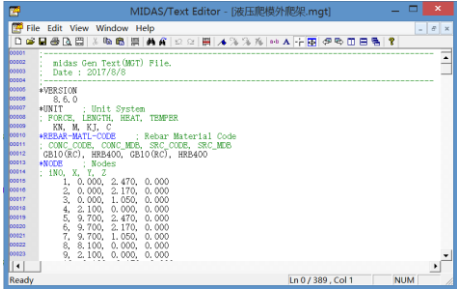 MIDAS/Text Editor - [液压爬模外爬架.mgt]
File Edit View Window Help
00001
00002 ; midas Gen Text(MGT) File.
00003 ; Date : 2017/8/8
00004
00005 *VERSION
00006 8.6.0
00007 *UNIT ; Unit System
00008 ; FORCE, LENGTH, HEAT, TEMPER
00009 KN, M, KJ, C
00010 *REBAR-MATL-CODE ; Rebar Material Code
00011 ; CONC_CODE, CONC_MDB, SRC_CODE, SRC_MDB
00012 GB10(RC), HRB400, GB10(RC), HRB400
00013 *NODE ; Nodes
00014 ; iNO, X, Y, Z
00015 1, 0.000, 2.470, 0.000
00016 2, 0.000, 2.170, 0.000
00017 3, 0.000, 1.050, 0.000
00018 4, 2.100, 0.000, 0.000
00019 5, 9.700, 2.470, 0.000
00020 6, 9.700, 2.170, 0.000
00021 7, 9.700, 1.050, 0.000
00022 8, 8.100, 0.000, 0.000
00023 9, 2.100, 0.000, 0.000
Ready Ln 0 / 389 , Col 1 NUM